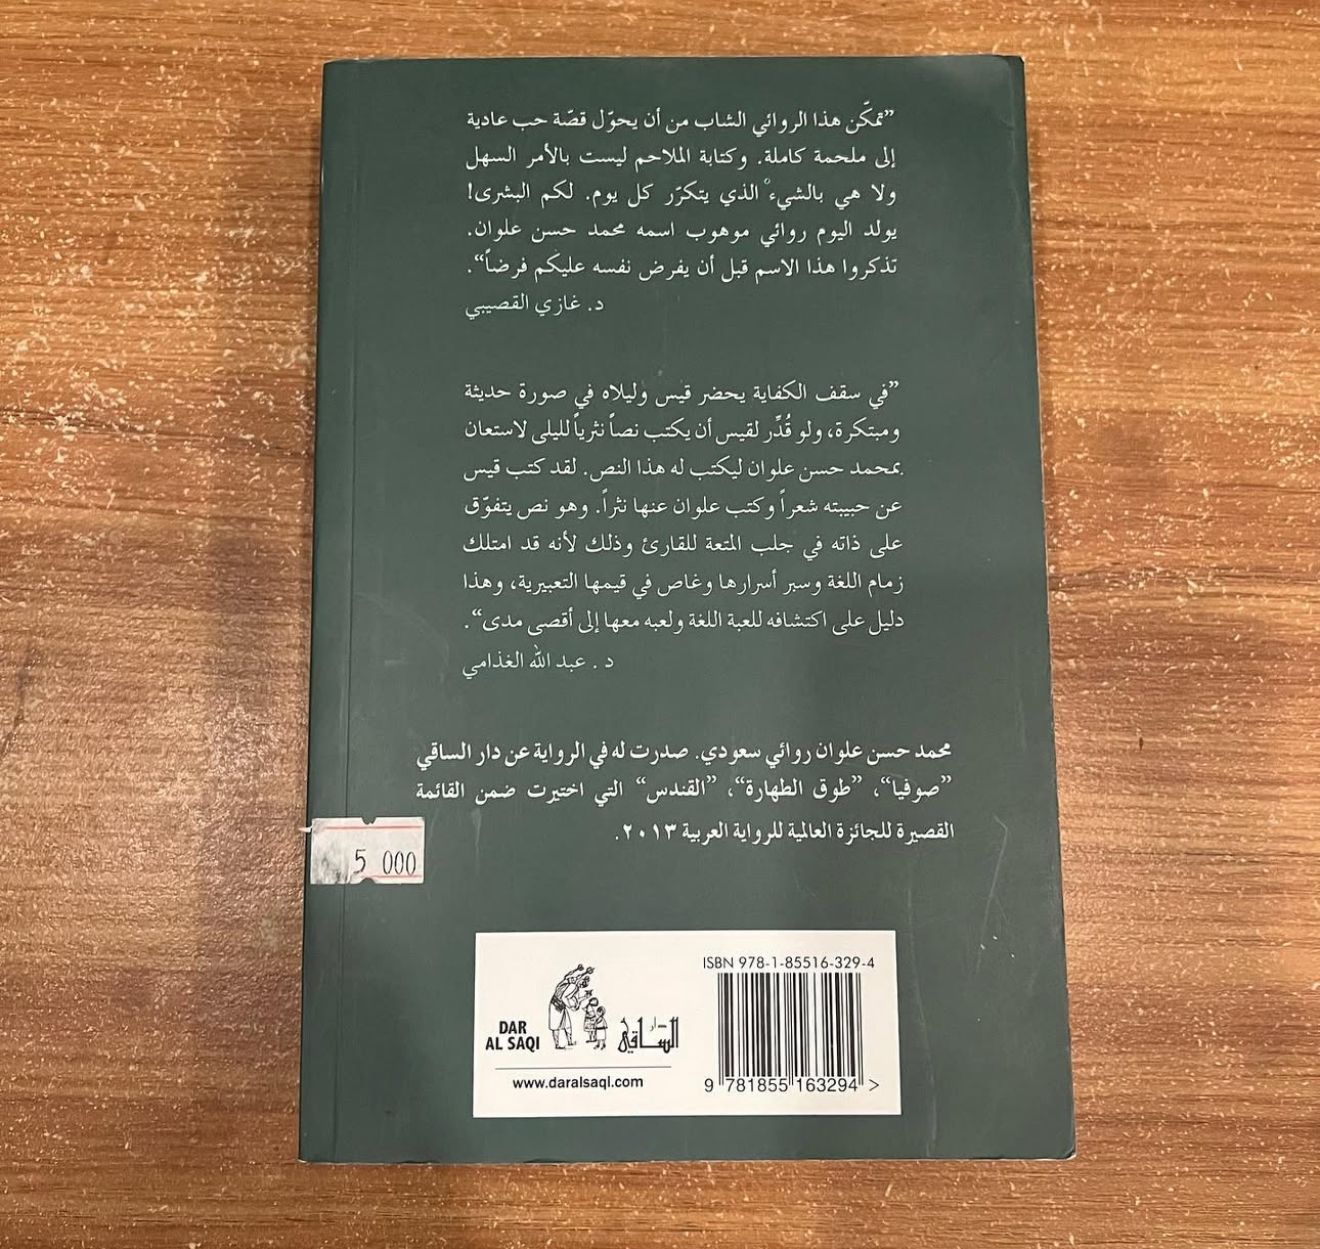 ”تمكّن هذا الروائي الشاب من أن يحوّل قصّة حب عادية
إلى ملحمة كاملة. وكتابة الملاحم ليست بالأمر السهل
ولا هي بالشيء الذي يتكرّر كل يوم. لكم البشرى!
يولد اليوم روائي موهوب اسمه محمد حسن علوان.
تذكروا هذا الاسم قبل أن يفرض نفسه عليكم فرضاً“.
د. غازي القصيبي
”في سقف الكفاية يحضر قيس وليلاه في صورة حديثة
ومبتكرة، ولو قُدِّر لقيس أن يكتب نصاً نثرياً لليلى لاستعان
بمحمد حسن علوان ليكتب له هذا النص. لقد كتب قيس
عن حبيبته شعراً وكتب علوان عنها نثراً. وهو نص يتفوّق
على ذاته في جلب المتعة للقارئ وذلك لأنه قد امتلك
زمام اللغة وسبر أسرارها وغاص في قيمها التعبيرية، وهذا
دليل على اكتشافه للعبة اللغة ولعبه معها إلى أقصى مدى“.
د. عبد الله الغذامي
محمد حسن علوان روائي سعودي. صدرت له في الرواية عن دار الساقي
”صوفيا“، ”طوق الطهارة“، ”القندس“ التي اختيرت ضمن القائمة
القصيرة للجائزة العالمية للرواية العربية ٢٠١٣.
5 000
ISBN 978-1-85516-329-4
DAR
AL SAQI
دار
الساقي
www.daralsaqi.com
9 781855 163294 >